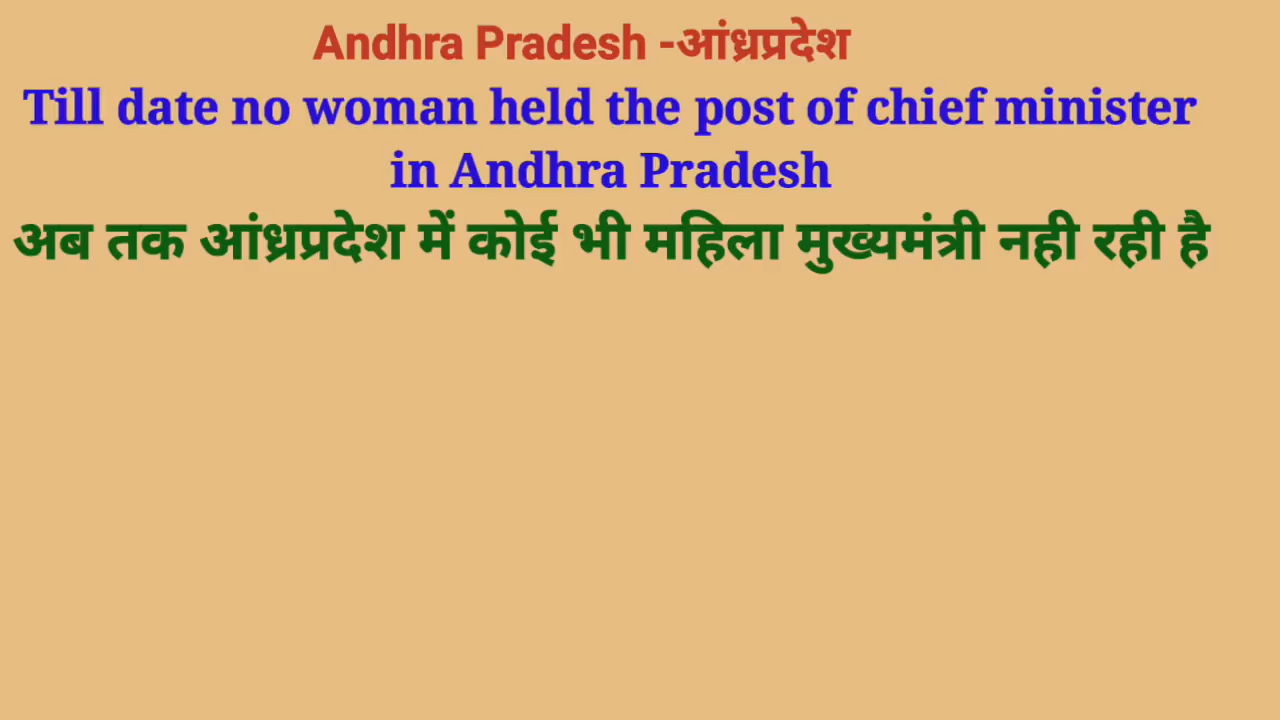 Andhra Pradesh -आंध्रप्रदेश
Till date no woman held the post of chief minister
in Andhra Pradesh
अब तक आंध्रप्रदेश में कोई भी महिला मुख्यमंत्री नही रही है